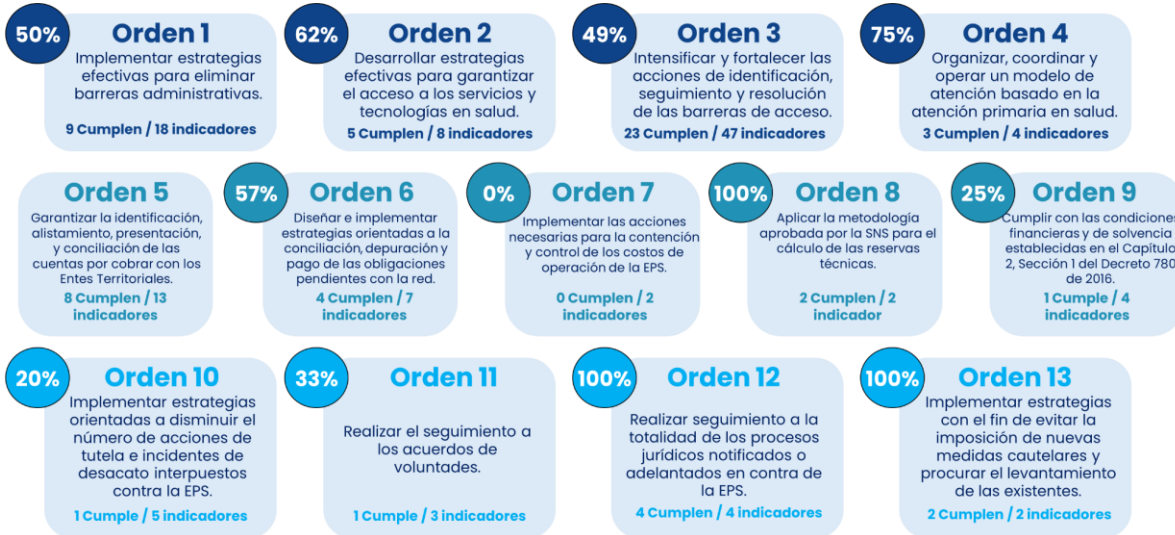 50%
Orden 1
Implementar estrategias
efectivas para eliminar
barreras administrativas.
9 Cumplen / 18 indicadores
62%
Orden 2
Desarrollar estrategias
efectivas para garantizar
el acceso a los servicios y
tecnologías en salud.
5 Cumplen / 8 indicadores
49%
Orden 3
Intensificar y fortalecer las
acciones de identificación,
seguimiento y resolución
de las barreras de acceso.
23 Cumplen / 47 indicadores
75%
Orden 4
Organizar, coordinar y
operar un modelo de
atención basado en la
atención primaria en salud.
3 Cumplen / 4 indicadores
Orden 5
Garantizar la identificación,
alistamiento, presentación,
y conciliación de las
cuentas por cobrar con los
Entes Territoriales.
8 Cumplen / 13
indicadores
57%
Orden 6
Diseñar e implementar
estrategias orientadas a la
conciliación, depuración y
pago de las obligaciones
pendientes con la red.
4 Cumplen / 7
indicadores
0%
Orden 7
Implementar las acciones
necesarias para la contención
y control de los costos de
operación de la EPS.
0 Cumplen / 2
indicadores
100%
Orden 8
Aplicar la metodología
aprobada por la SNS para el
cálculo de las reservas
técnicas.
2 Cumplen / 2
indicador
25%
Orden 9
Cumplir con las condiciones
financieras y de solvencia
establecidas en el Capítulo
2, Sección 1 del Decreto 780
de 2016.
1 Cumple / 4
indicadores
20%
Orden 10
Implementar estrategias
orientadas a disminuir el
número de acciones de
tutela e incidentes de
desacato interpuestos
contra la EPS.
1 Cumple / 5 indicadores
33%
Orden 11
Realizar el seguimiento a
los acuerdos de
voluntades.
1 Cumple / 3 indicadores
100%
Orden 12
Realizar seguimiento a la
totalidad de los procesos
jurídicos notificados o
adelantados en contra de
la EPS.
4 Cumplen / 4 indicadores
100%
Orden 13
Implementar estrategias
con el fin de evitar la
imposición de nuevas
medidas cautelares y
procurar el levantamiento
de las existentes.
2 Cumplen / 2 indicadores